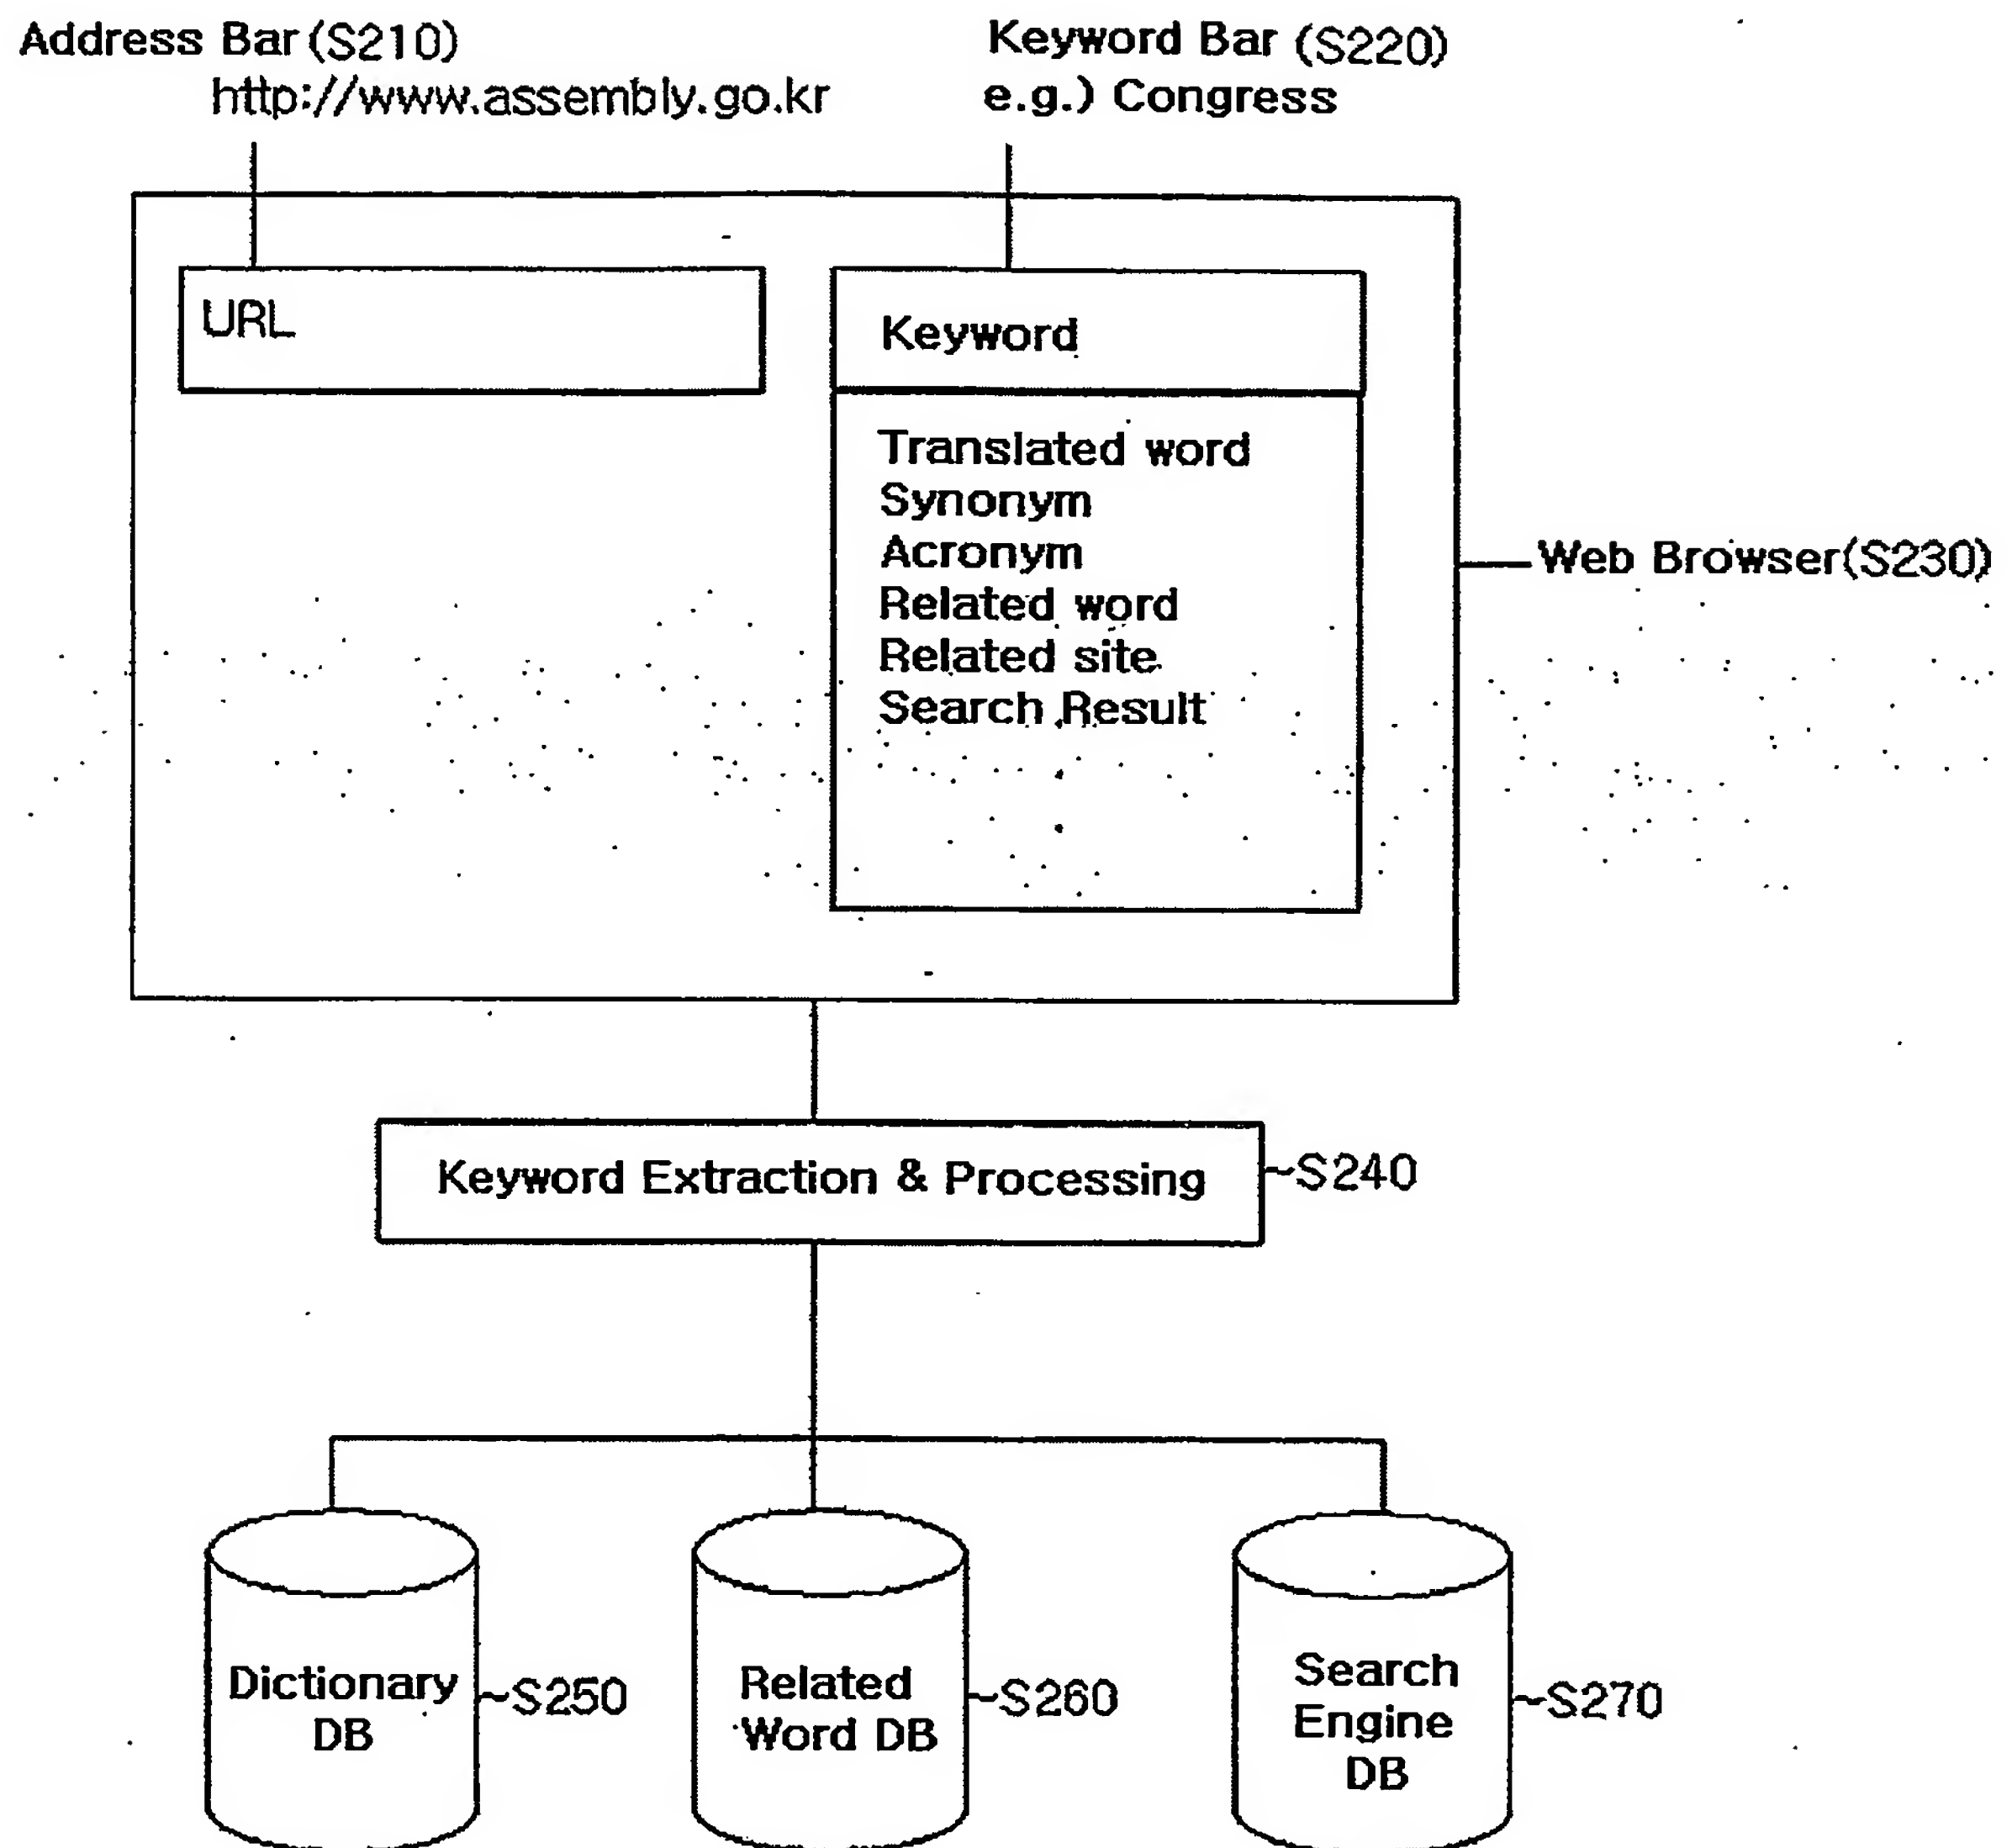 Address Bar (S210)
http://www.assembly.go.kr
Keyword Bar (S220)
e.g.) Congress
URL
Keyword
Translated word
Synonym
Acronym
Related word
Related site
Search Result
Web Browser(S230)
Keyword Extraction & Processing
~S240
Dictionary
DB
~S250
Related
Word DB
~S260
Search
Engine
DB
~S270